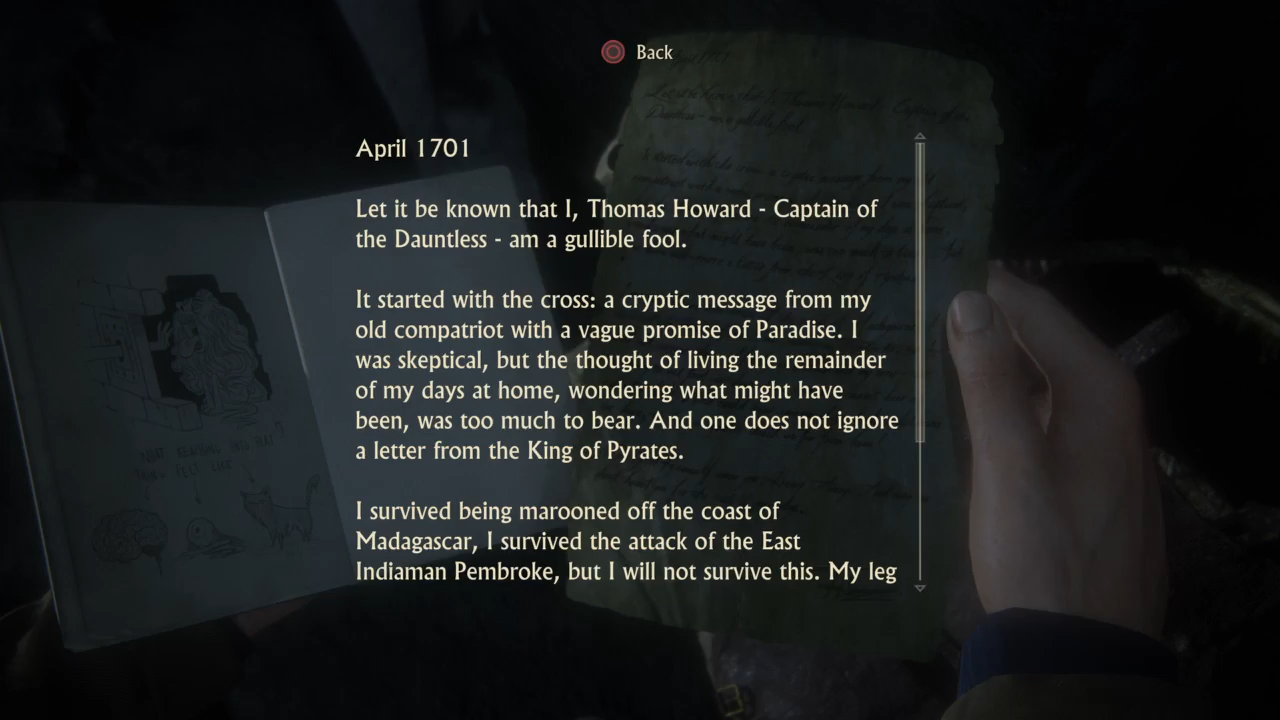 Back
April 1701
Let it be known that I, Thomas Howard - Captain of
the Dauntless - am a gullible fool.
It started with the cross: a cryptic message from my
old compatriot with a vague promise of Paradise. I
was skeptical, but the thought of living the remainder
of my days at home, wondering what might have
been, was too much to bear. And one does not ignore
a letter from the King of Pyrates.
I survived being marooned off the coast of
Madagascar, I survived the attack of the East
Indiaman Pembroke, but I will not survive this. My leg